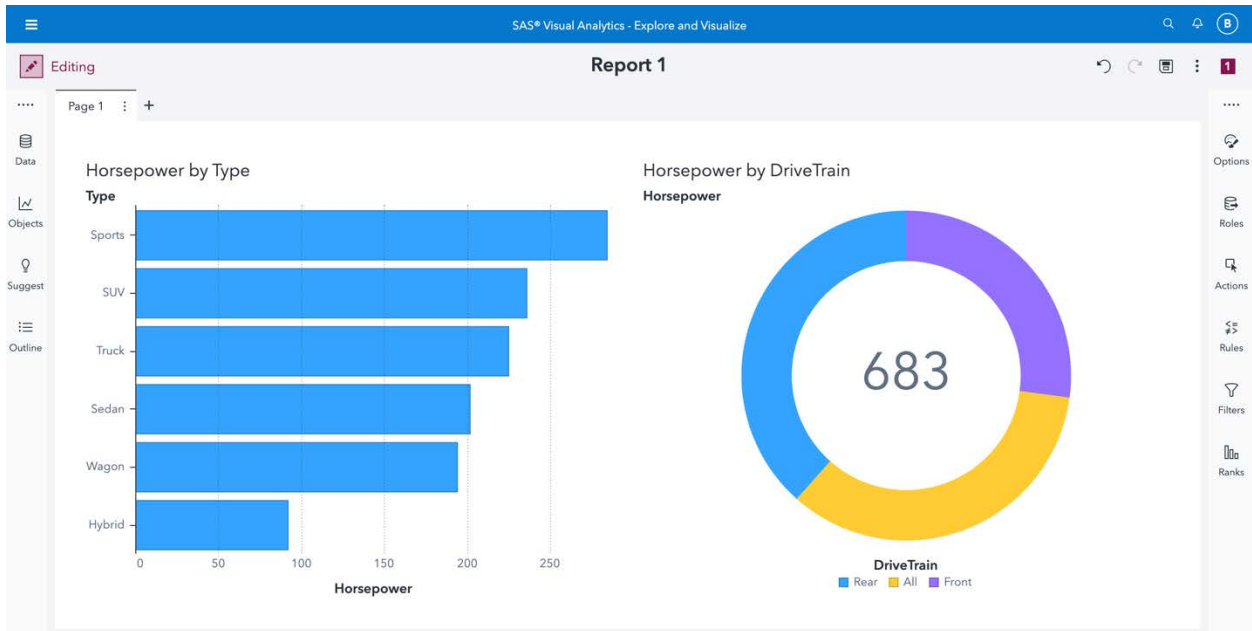 SAS® Visual Analytics - Explore and Visualize
B
Editing
Report 1
1
Page 1
Data
Objects
Suggest
Outline
Horsepower by Type
Type
Sports
SUV
Truck
Sedan
Wagon
Hybrid
0 50 100 150 200 250
Horsepower
Horsepower by DriveTrain
Horsepower
683
DriveTrain
Rear All Front
Options
Roles
Actions
Rules
Filters
Ranks